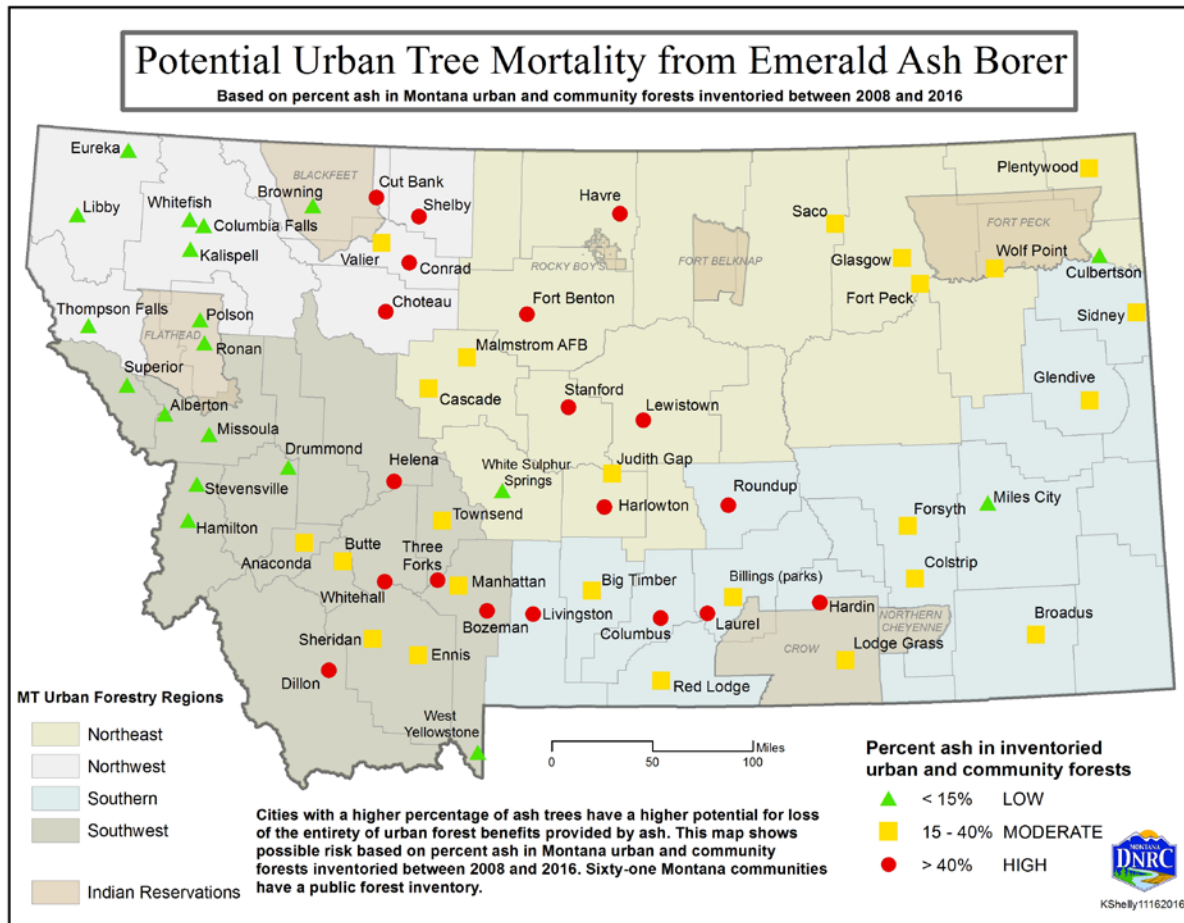 Potential Urban Tree Mortality from Emerald Ash Borer
Based on percent ash in Montana urban and community forests inventoried between 2008 and 2016
Eureka
Libby
Whitefish
Columbia Falls
Kalispell
BLACKFEET
Browning
Cut Bank
Shelby
Valier
Conrad
Choteau
Havre
ROCKY BOY'S
FORT BELKNAP
Fort Benton
Saco
Glasgow
Fort Peck
Plentywood
FORT PECK
Wolf Point
Culbertson
Sidney
Glendive
Thompson Falls
FLATHEAD
Polson
Ronan
Superior
Alberton
Missoula
Drummond
Stevensville
Hamilton
Malmstrom AFB
Cascade
Stanford
Lewistown
Helena
White Sulphur
Springs
Judith Gap
Harlowton
Roundup
Townsend
Forsyth
Miles City
Colstrip
Anaconda
Butte
Three
Forks
Whitehall
Manhattan
Bozeman
Livingston
Big Timber
Columbus
Billings (parks)
Laurel
Hardin
NORTHERN
CHEYENNE
CROW
Lodge Grass
Broadus
Sheridan
Ennis
Dillon
Red Lodge
West
Yellowstone
MT Urban Forestry Regions
Northeast
Northwest
Southern
Southwest
Indian Reservations
0 50 100
Miles
Cities with a higher percentage of ash trees have a higher potential for loss
of the entirety of urban forest benefits provided by ash. This map shows
possible risk based on percent ash in Montana urban and community
forests inventoried between 2008 and 2016. Sixty-one Montana communities
have a public forest inventory.
Percent ash in inventoried
urban and community forests
< 15% LOW
15 - 40% MODERATE
> 40% HIGH
MONTANA
DNRC
KShelly11162016